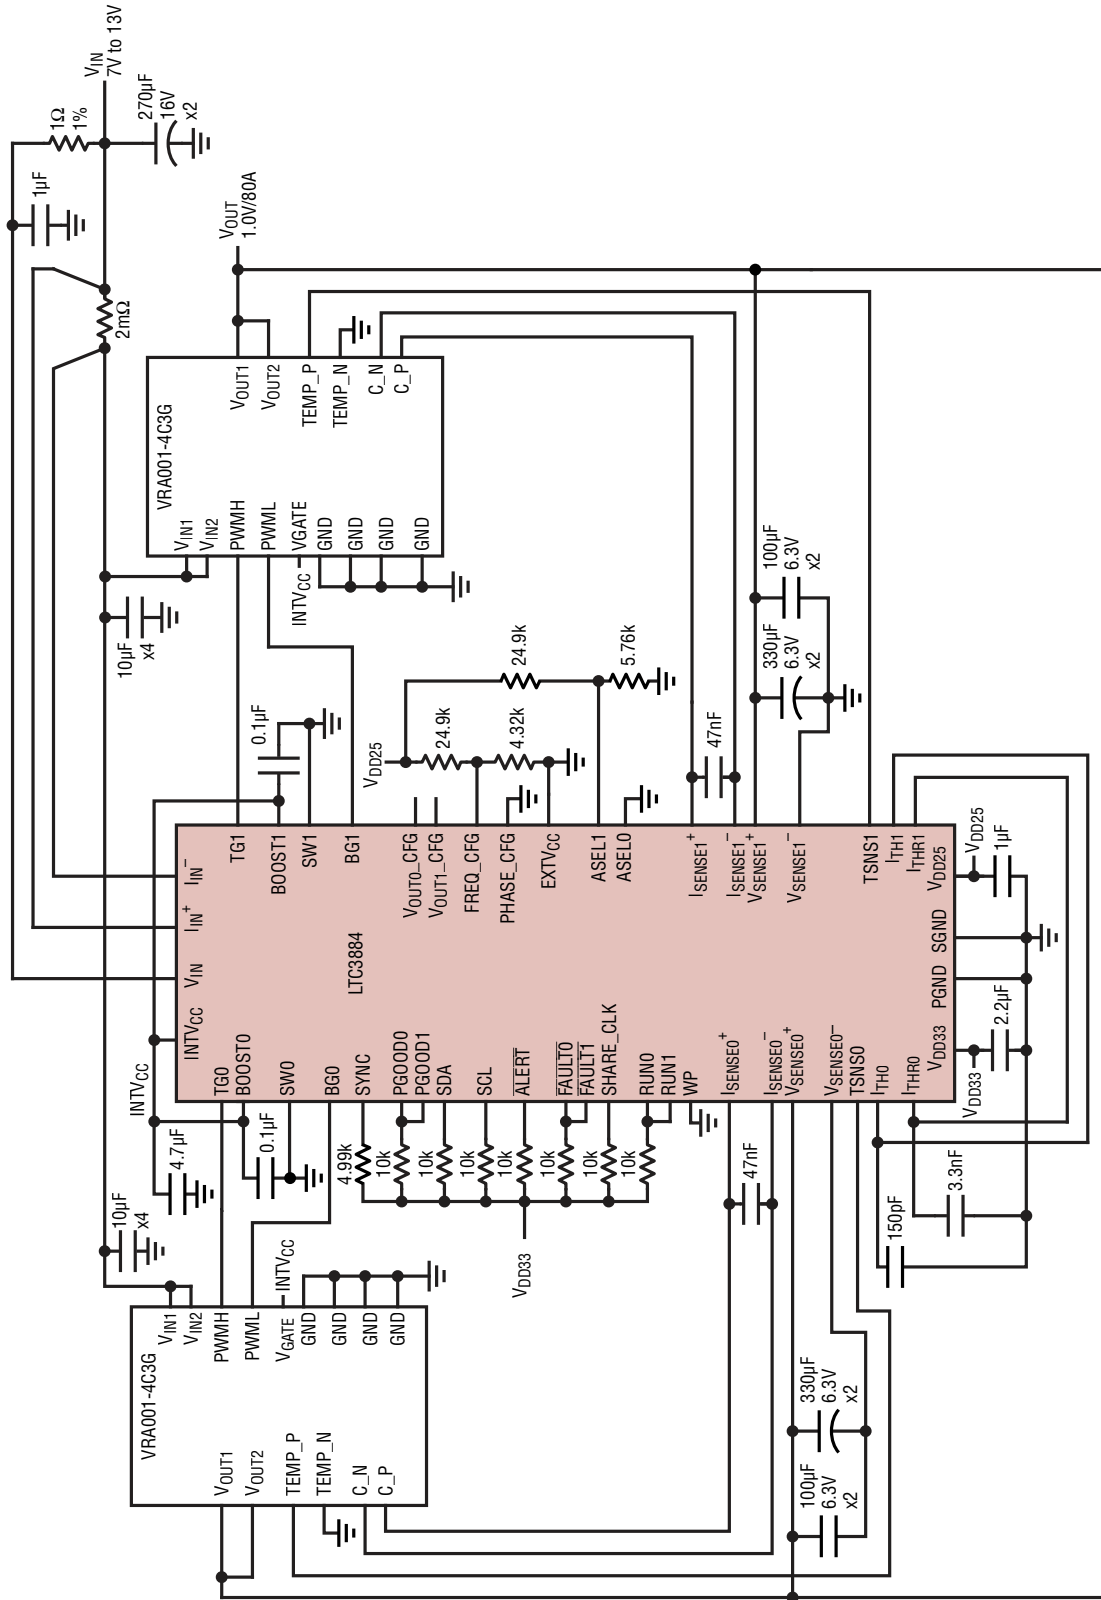 VIN
7V to 13V
1Ω
1%
270µF
16V
x2
1µF
2mΩ
VOUT
1.0V/80A
VRA001-4C3G
VIN1
VIN2
PWMH
PWML
VGATE
GND
GND
GND
GND
VOUT1
VOUT2
TEMP_P
TEMP_N
C_N
C_P
INTVCC
10µF
x4
0.1µF
VDD25
24.9k
4.32k
24.9k
5.76k
47nF
330µF
6.3V
x2
100µF
6.3V
x2
LTC3884
INTVCC
VIN
IIN+
IIN–
TG1
BOOST1
SW1
BG1
VOUT0_CFG
VOUT1_CFG
FREQ_CFG
PHASE_CFG
EXTVCC
ASEL1
ASEL0
ISENSE1+
ISENSE1–
VSENSE1+
VSENSE1–
TSNS1
ITH1
ITHR1
TG0
BOOST0
SW0
BG0
SYNC
PGOOD0
PGOOD1
SDA
SCL
ALERT
FAULT0
FAULT1
SHARE_CLK
RUN0
RUN1
WP
ISENSE0+
ISENSE0–
VSENSE0+
VSENSE0–
TSNS0
ITH0
ITHR0
VDD33
PGND
SGND
VDD25
VDD25
1µF
2.2µF
VDD33
INTVCC
4.7µF
0.1µF
4.99k
10k
10k
10k
10k
10k
10k
10k
VDD33
47nF
150pF
3.3nF
10µF
x4
VRA001-4C3G
VIN1
VIN2
PWMH
PWML
VGATE
GND
GND
GND
GND
INTVCC
VOUT1
VOUT2
TEMP_P
TEMP_N
C_N
C_P
100µF
6.3V
x2
330µF
6.3V
x2